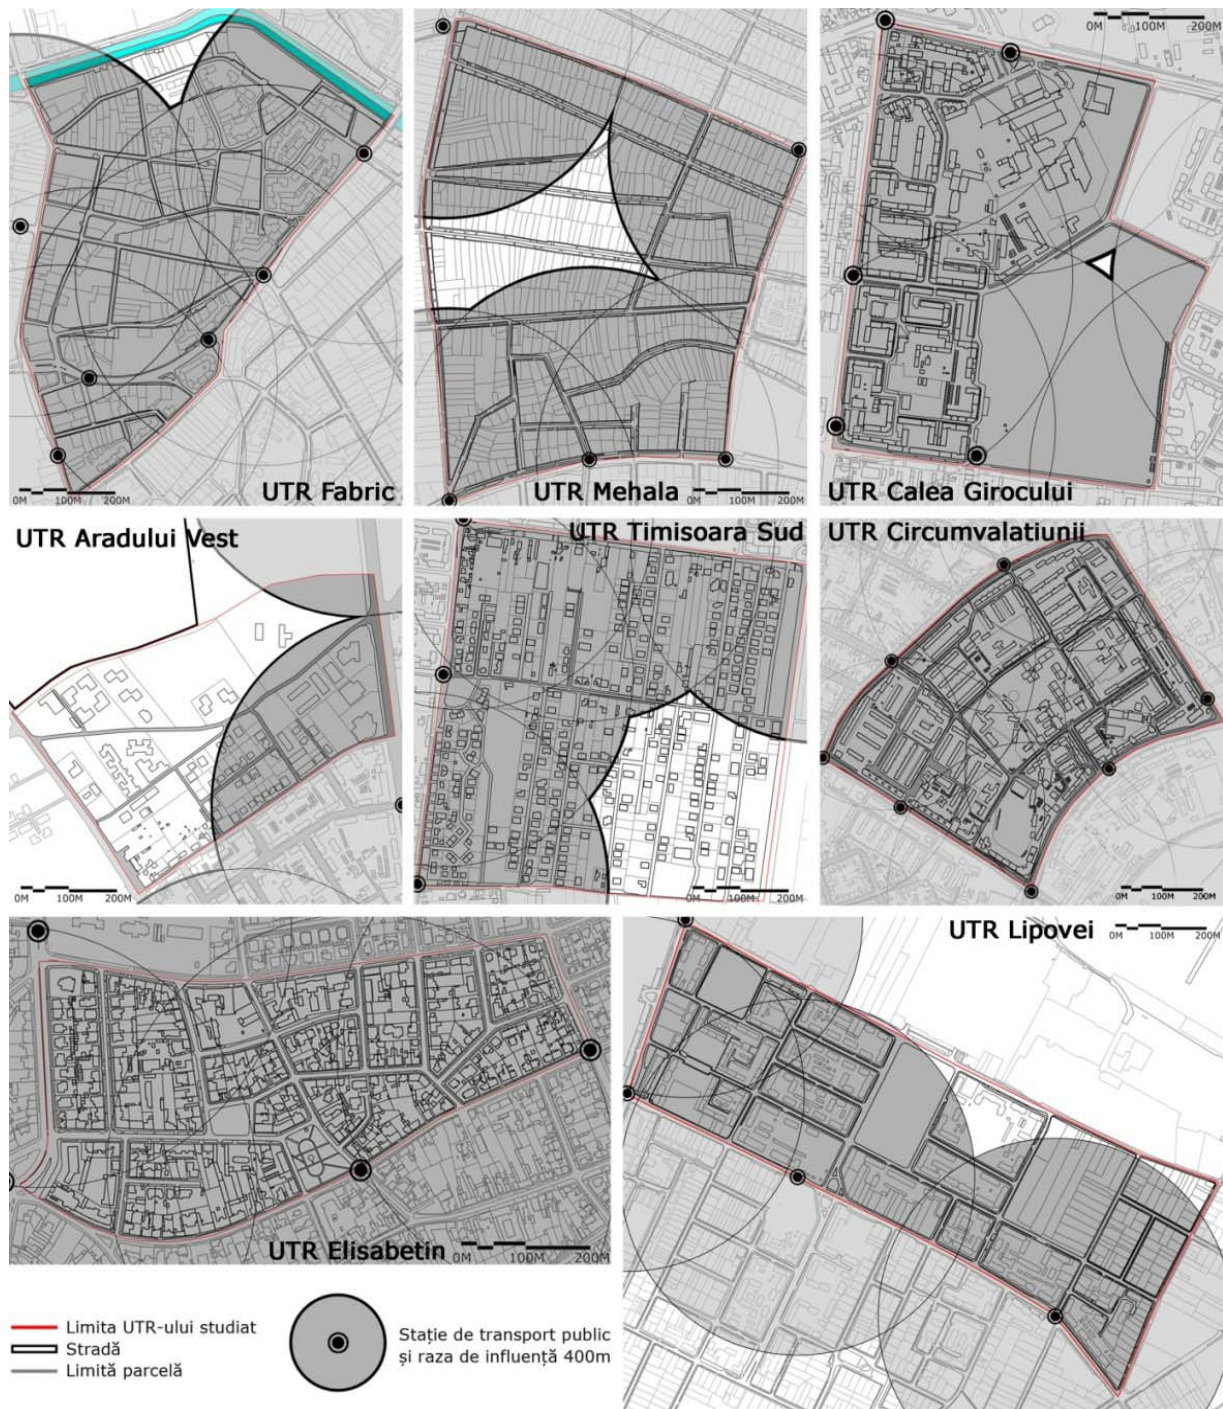 0M 100M 200M
UTR Fabric
0M 100M 200M
UTR Mehala
0M 100M 200M
UTR Calea Girocului
0M 100M 200M
UTR Aradului Vest
0M 100M 200M
UTR Timisoara Sud
0M 100M 200M
UTR Circumvalatiunii
0M 100M 200M
UTR Elisabetin
0M 100M 200M
UTR Lipovei
0M 100M 200M
Limita UTR-ului studiat
Stradă
Limită parcelă
Stație de transport public
și raza de influență 400m